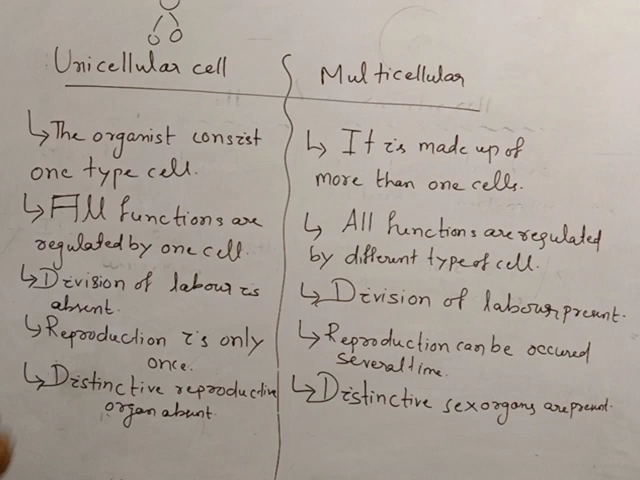 Unicellular cell
↳ The organist consist
one type cell.
↳ All functions are
regulated by one cell.
↳ Division of labour is
absent.
↳ Reproduction is only
once.
↳ Distinctive reproductive
organ absent.
Multicellular
↳ It is made up of
more than one cells.
↳ All functions are regulated
by different type of cell.
↳ Division of labour present.
↳ Reproduction can be occured
several time.
↳ Distinctive sex organs are present.